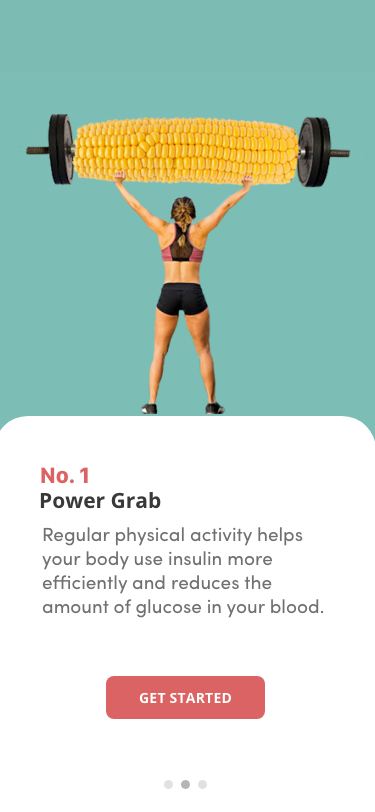 No. 1
Power Grab
Regular physical activity helps
your body use insulin more
efficiently and reduces the
amount of glucose in your blood.
GET STARTED